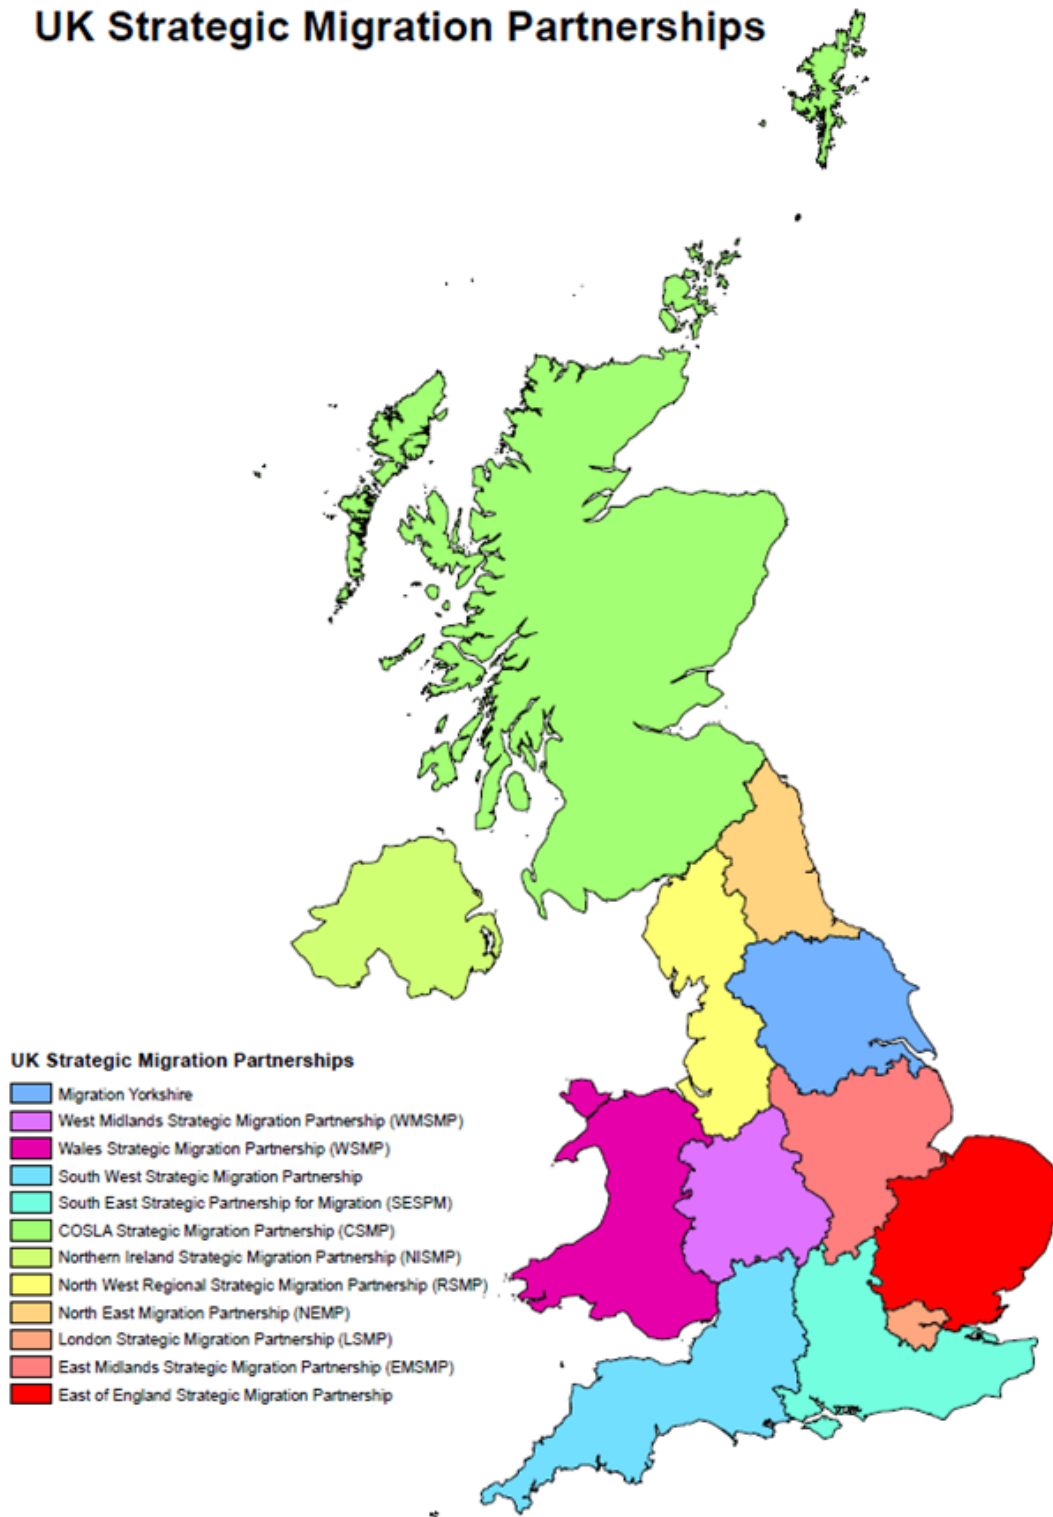 UK Strategic Migration Partnerships
UK Strategic Migration Partnerships
Migration Yorkshire
West Midlands Strategic Migration Partnership (WMSMP)
Wales Strategic Migration Partnership (WSMP)
South West Strategic Migration Partnership
South East Strategic Partnership for Migration (SESPM)
COSLA Strategic Migration Partnership (CSMP)
Northern Ireland Strategic Migration Partnership (NISMP)
North West Regional Strategic Migration Partnership (RSMP)
North East Migration Partnership (NEMP)
London Strategic Migration Partnership (LSMP)
East Midlands Strategic Migration Partnership (EMSMP)
East of England Strategic Migration Partnership